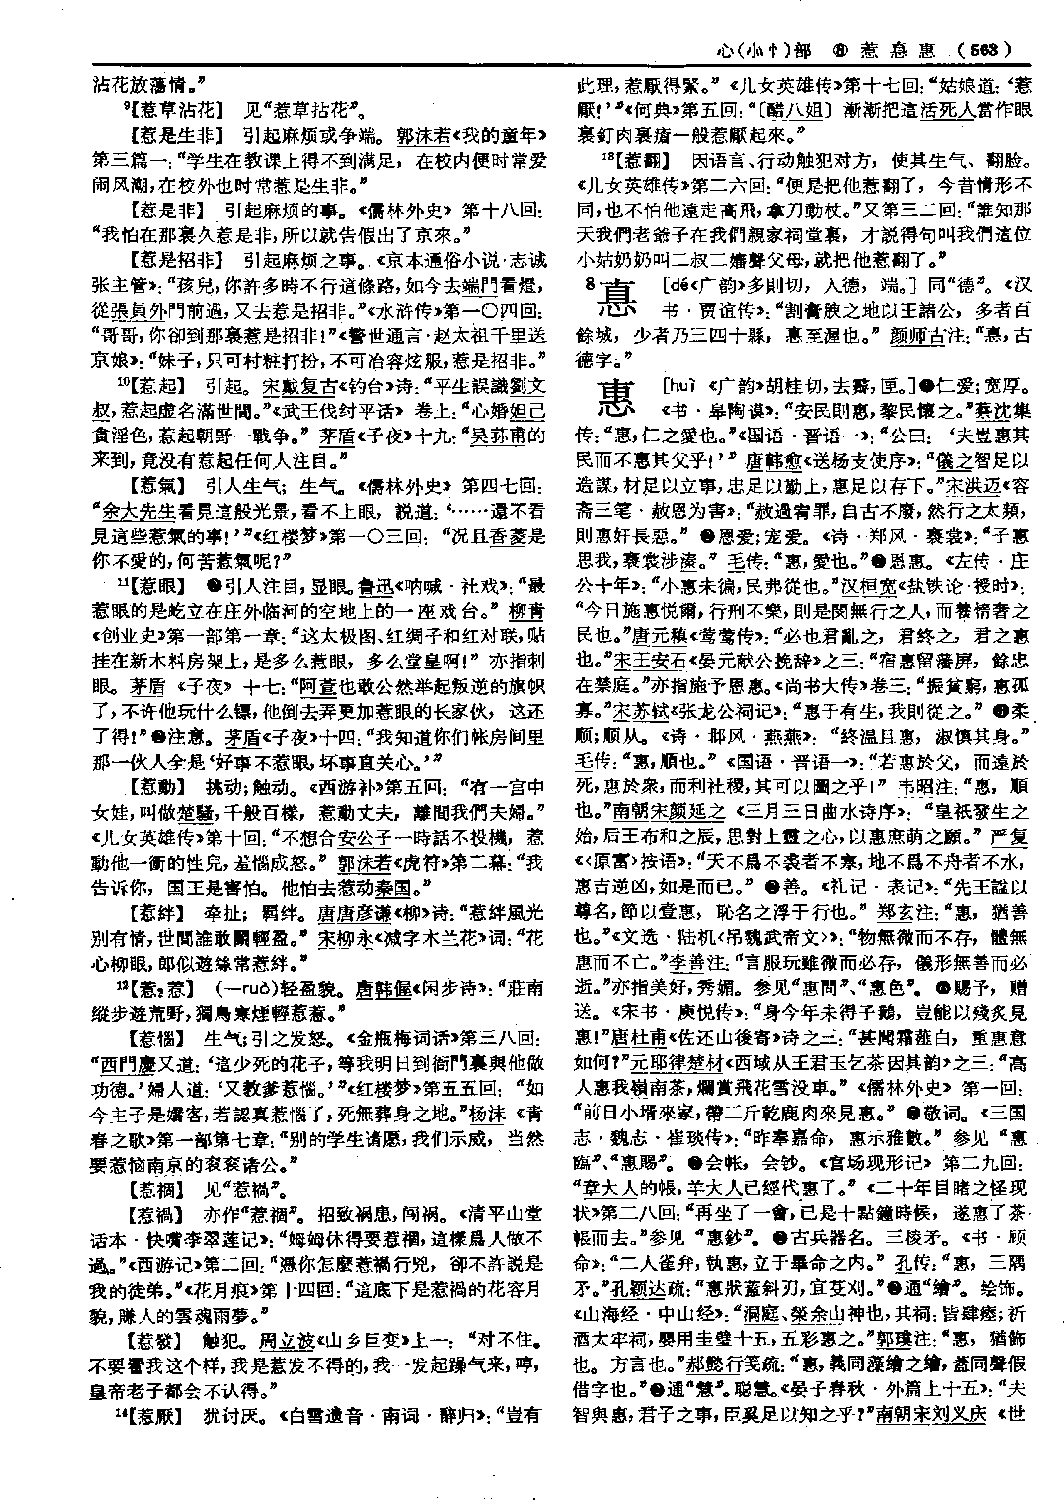 心(小忄)部 ⑧ 惹惪惠 (563)
沾花放蕩情。”
⁹【惹草沾花】 见“惹草拈花”。
【惹是生非】 引起麻烦或争端。郭沫若《我的童年》
第三篇一：“学生在教课上得不到满足，在校内便时常爱
闹风潮，在校外也时常惹是生非。”
【惹是非】 引起麻烦的事。《儒林外史》第十八回：
“我怕在那裏久惹是非，所以就告假出了京來。”
【惹是招非】 引起麻烦之事。《京本通俗小说·志诚
张主管》：“孩兒，你許多時不行這條路，如今去端門看燈，
從張員外門前過，又去惹是招非。”《水浒传》第一〇四回：
“哥哥，你卻到那裏惹是招非！”《警世通言·赵太祖千里送
京娘》：“妹子，只可村粧打扮，不可冶容炫服，惹是招非。”
¹⁰【惹起】 引起。宋戴复古《钓台》诗：“平生誤識劉文
叔，惹起虚名滿世間。”《武王伐纣平话》卷上：“心婚妲己
貪淫色，惹起朝野一戰爭。”茅盾《子夜》十九：“吴荪甫的
来到，竟没有惹起任何人注目。”
【惹氣】 引人生气；生气。《儒林外史》第四七回：
“余大先生看見這般光景，看不上眼，説道：‘……還不看
見這些惹氣的事！’”《红楼梦》第一〇三回：“况且香菱是
你不爱的，何苦惹氣呢？”
¹¹【惹眼】 ❶引人注目，显眼。鲁迅《呐喊·社戏》：“最
惹眼的是屹立在庄外临河的空地上的一座戏台。”柳青
《创业史》第一部第一章：“这太极图、红绸子和红对联，贴
挂在新木料房架上，是多么惹眼，多么堂皇啊！”亦指刺
眼。茅盾《子夜》十七：“阿萱也敢公然举起叛逆的旗帜
了，不许他玩什么镖，他倒去弄更加惹眼的长家伙，这还
了得！”❷注意。茅盾《子夜》十四：“我知道你们帐房间里
那一伙人全是‘好事不惹眼，坏事直关心。’”
【惹動】 挑动；触动。《西游补》第五回：“有一宫中
女娃，叫做楚騷，千般百樣，惹動丈夫，離間我們夫婦。”
《儿女英雄传》第十回：“不想合安公子一時話不投機，惹
動他一衝的性兒，羞惱成怒。”郭沫若《虎符》第二幕：“我
告诉你，国王是害怕。他怕去惹动秦国。”
【惹絆】 牵扯；羁绊。唐唐彦谦《柳》诗：“惹絆風光
别有情，世間誰敢鬭輕盈。”宋柳永《减字木兰花》词：“花
心柳眼，郎似遊絲常惹絆。”
¹³【惹₂惹】 (—ruò)轻盈貌。唐韩偓《闲步诗》：“莊南
縱步遊荒野，獨鳥寒煙輕惹惹。”
【惹惱】 生气；引之发怒。《金瓶梅词话》第三八回：
“西門慶又道：‘這少死的花子，等我明日到衙門裏與他做
功德。’婦人道：‘又教爹惹惱。’”《红楼梦》第五五回：“如
今主子是嬌客，若認真惹惱了，死無葬身之地。”杨沫《青
春之歌》第一部第七章：“别的学生请愿，我们示威，当然
要惹恼南京的衮衮诸公。”
【惹禍】 见“惹禍”。
【惹禍】 亦作“惹禍”。招致祸患，闯祸。《清平山堂
话本·快嘴李翠莲记》：“姆姆休得要惹禍，這樣爲人做不
過。”《西游记》第二回：“憑你怎麽惹禍行兇，卻不許説是
我的徒弟。”《花月痕》第十四回：“這底下是惹禍的花容月
貌，賺人的雲魂雨夢。”
【惹發】 触犯。周立波《山乡巨变》上一：“对不住。
不要看我这个样，我是惹发不得的，我一发起躁气来，哼，
皇帝老子都会不认得。”
¹⁴【惹厭】 犹讨厌。《白雪遗音·南词·辞归》：“豈有
此理，惹厭得緊。”《儿女英雄传》第十七回：“姑娘道：‘惹
厭！’”《何典》第五回：“〔醋八姐〕漸漸把這活死人當作眼
裏釘肉裏瘡一般惹厭起來。”
¹⁸【惹翻】 因语言、行动触犯对方，使其生气、翻脸。
《儿女英雄传》第二六回：“便是把他惹翻了，今昔情形不
同，也不怕他遠走高飛，拿刀動杖。”又第三二回：“誰知那
天我們老爺子在我們親家祠堂裏，才説得句叫我們這位
小姑奶奶叫二叔二嬸聲父母，就把他惹翻了。”
8惪 [dé《广韵》多则切，入德，端。]同“德”。《汉
书·贾谊传》：“割膏腴之地以王諸公，多者百
餘城，少者乃三四十縣，惪至渥也。”颜师古注：“惪，古
德字。”
惠 [huì《广韵》胡桂切，去霽，匣。]❶仁爱；宽厚。
《书·皋陶谟》：“安民則惠，黎民懷之。”蔡沈集
传：“惠，仁之愛也。”《国语·晋语一》：“公曰：‘夫豈惠其
民而不惠其父乎！’”唐韩愈《送杨支使序》：“儀之智足以
造謀，材足以立事，忠足以勤上，惠足以存下。”宋洪迈《容
斋三笔·赦恩为害》：“赦過宥罪，自古不廢，然行之太頻，
則惠奸長惡。”❷恩爱；宠爱。《诗·郑风·褰裳》：“子惠
思我，褰裳涉溱。”毛传：“惠，愛也。”❸恩惠。《左传·庄
公十年》：“小惠未徧，民弗從也。”汉桓宽《盐铁论·授时》：
“今日施惠悦爾，行刑不樂，則是閔無行之人，而養惰奢之
民也。”唐元稹《莺莺传》：“必也君亂之，君終之，君之惠
也。”宋王安石《晏元献公挽辞》之三：“宿惠留藩屏，餘忠
在禁庭。”亦指施予恩惠。《尚书大传》卷三：“振貧窮，惠孤
寡。”宋苏轼《张龙公祠记》：“惠于有生，我則從之。”❹柔
顺；顺从。《诗·邶风·燕燕》：“終温且惠，淑慎其身。”
毛传：“惠，順也。”《国语·晋语一》：“若惠於父，而遠於
死，惠於衆，而利社稷，其可以圖之乎！”韦昭注：“惠，順
也。”南朝宋颜延之《三月三日曲水诗序》：“皇祇發生之
始，后王布和之辰，思對上靈之心，以惠庶萌之願。”严复
《〈原富〉按语》：“天不爲不裘者不寒，地不爲不舟者不水，
惠吉逆凶，如是而已。”❺善。《礼记·表记》：“先王諡以
尊名，節以壹惠，恥名之浮于行也。”郑玄注：“惠，猶善
也。”《文选·陆机〈吊魏武帝文〉》：“物無微而不存，體無
惠而不亡。”李善注：“言服玩雖微而必存，儀形無善而必
逝。”亦指美好，秀媚。参见“惠問”、“惠色”。❻赐予，赠
送。《宋书·庾悦传》：“身今年未得子鵝，豈能以殘炙見
惠！”唐杜甫《佐还山後寄》诗之三：“甚聞霜薤白，重惠意
如何？”元耶律楚材《西域从王君玉乞茶因其韵》之三：“高
人惠我嶺南茶，爛賞飛花雪没車。”《儒林外史》第一回：
“前日小壻來家，帶二斤乾鹿肉來見惠。”❼敬词。《三国
志·魏志·崔琰传》：“昨奉嘉命，惠示雅數。”参见“惠
臨”、“惠賜”。❽会帐，会钞。《官场现形记》第二九回：
“章大人的帳，羊大人已經代惠了。”《二十年目睹之怪现
状》第二八回：“再坐了一會，已是十點鐘時候，遂惠了茶
帳而去。”参见“惠鈔”。❾古兵器名。三棱矛。《书·顾
命》：“二人雀弁，執惠，立于畢命之内。”孔传：“惠，三隅
矛。”孔颖达疏：“惠狀蓋斜刃，宜芟刈。”❿通“繪”。绘饰。
《山海经·中山经》：“洞庭、榮余山神也，其祠：皆肆瘗；祈
酒太牢祠，嬰用圭璧十五，五彩惠之。”郭璞注：“惠，猶飾
也。方言也。”郝懿行笺疏：“惠，義同藻繪之繪，蓋同聲假
借字也。”⓫通“慧”。聪慧。《晏子春秋·外篇上十五》：“夫
智與惠，君子之事，臣奚足以知之乎？”南朝宋刘义庆《世